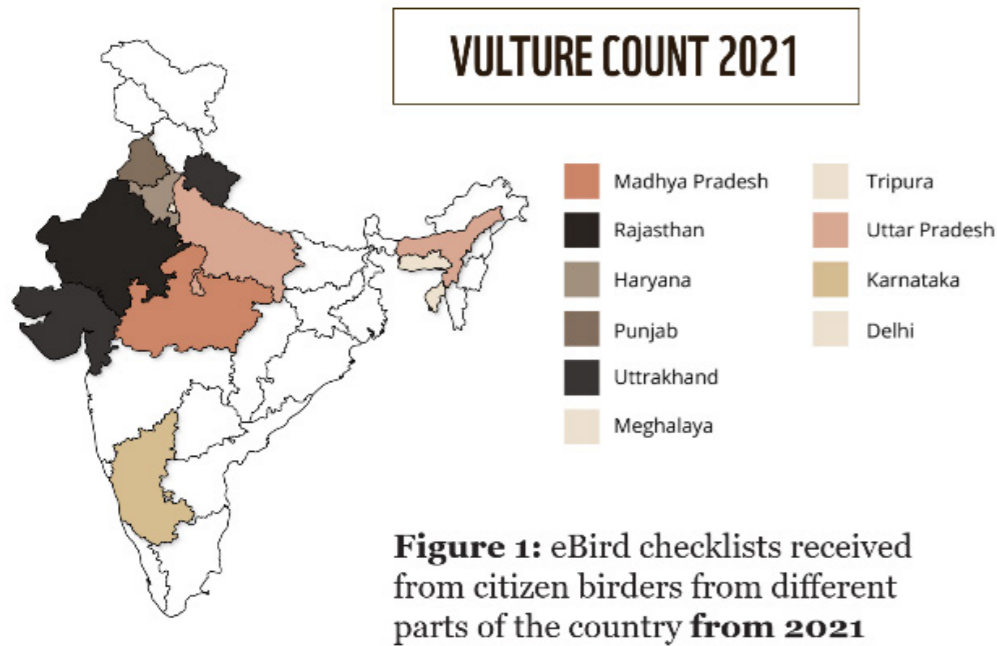 VULTURE COUNT 2021
Madhya Pradesh
Rajasthan
Haryana
Punjab
Uttrakhand
Meghalaya
Tripura
Uttar Pradesh
Karnataka
Delhi
Figure 1: eBird checklists received
from citizen birders from different
parts of the country from 2021